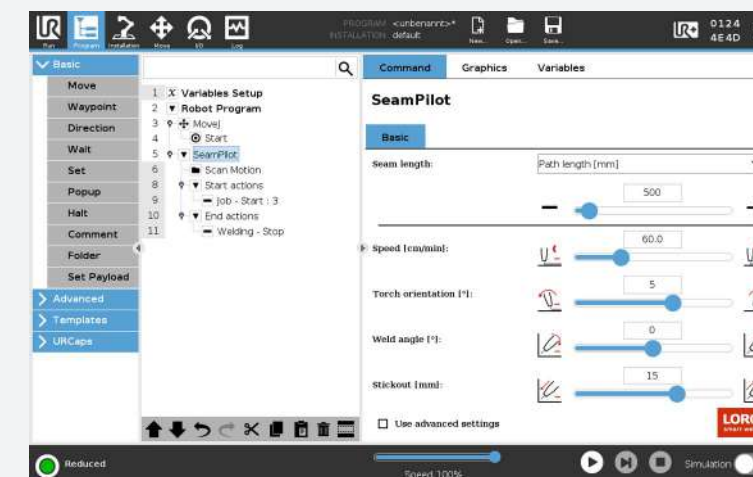 PROGRAM <unbenannt>*
INSTALLATION default
New... Open... Save...
0124
4E4D
Run Program Installation Move I/O Log
Basic
Move
Waypoint
Direction
Wait
Set
Popup
Halt
Comment
Folder
Set Payload
Advanced
Templates
URCaps
1 X Variables Setup
2 Robot Program
3 MoveJ
4 Start
5 SeamPilot
6 Scan Motion
8 Start actions
9 Job - Start : 3
10 End actions
11 Welding - Stop
Command Graphics Variables
SeamPilot
Basic
Seam length: Path length [mm]
500
Speed [cm/min]: 60.0
Torch orientation [°]: 5
Weld angle [°]: 0
Stickout [mm]: 15
Use advanced settings
LOR
Reduced
Speed 100%
Simulation